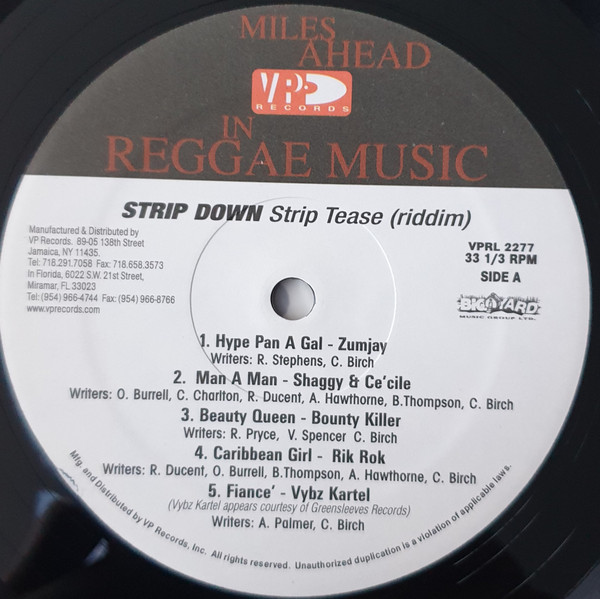 MILES
AHEAD
VP
RECORDS
IN
REGGAE MUSIC
STRIP DOWN Strip Tease (riddim)
Manufactured & Distributed by
VP Records. 89-05 138th Street
Jamaica, NY 11435.
Tel: 718.291.7058 Fax: 718.658.3573
In Florida, 6022 S.W. 21st Street,
Miramar, FL 33023
Tel: (954) 966-4744 Fax: (954) 966-8766
www.vprecords.com
VPRL 2277
33 1/3 RPM
SIDE A
BIG YARD
MUSIC GROUP LTD.
1. Hype Pan A Gal - Zumjay
Writers: R. Stephens, C. Birch
2. Man A Man - Shaggy & Ce'cile
Writers: O. Burrell, C. Charlton, R. Ducent, A. Hawthorne, B.Thompson, C. Birch
3. Beauty Queen - Bounty Killer
Writers: R. Pryce, V. Spencer C. Birch
4. Caribbean Girl - Rik Rok
Writers: R. Ducent, O. Burrell, B.Thompson, A. Hawthorne, C. Birch
5. Fiance' - Vybz Kartel
(Vybz Kartel appears courtesy of Greensleeves Records)
Writers: A. Palmer, C. Birch
Mfg. and Distributed by VP Records, Inc. All rights reserved. Unauthorized duplication is a violation of applicable laws.